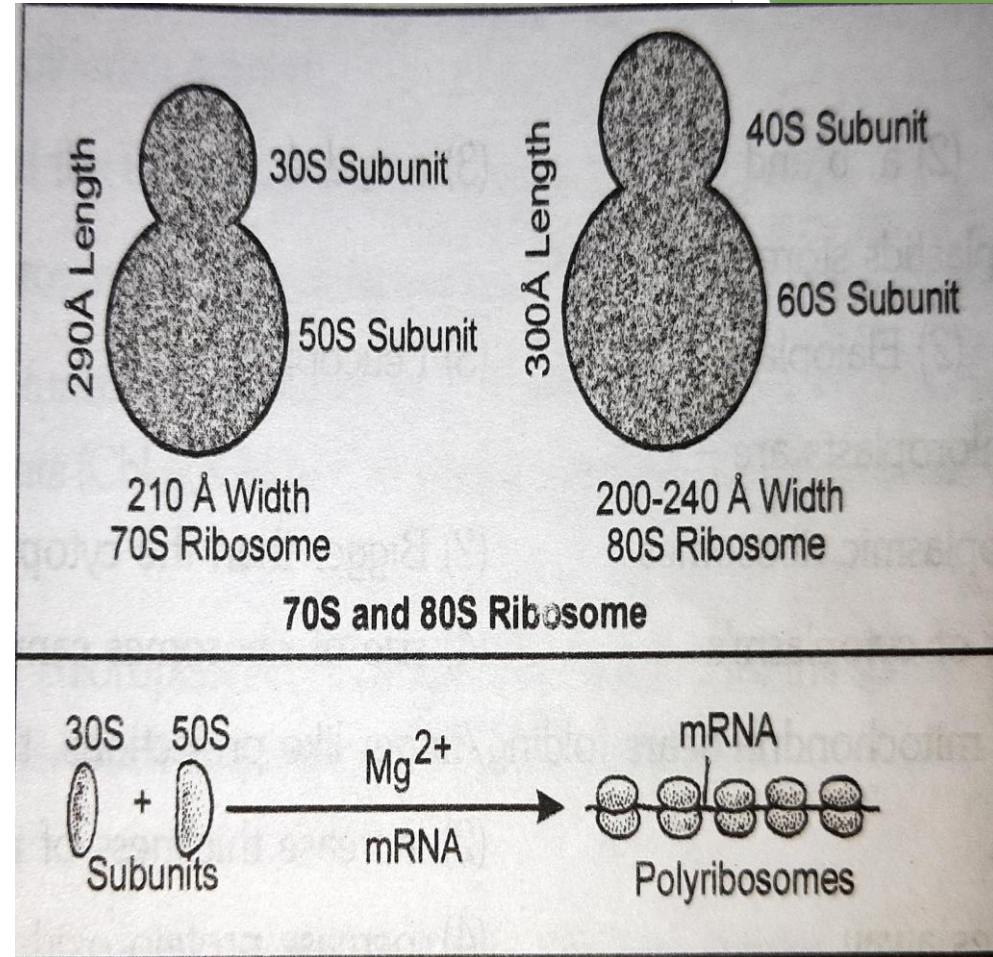 290Å Length
30S Subunit
50S Subunit
210 Å Width
70S Ribosome
300Å Length
40S Subunit
60S Subunit
200-240 Å Width
80S Ribosome
70S and 80S Ribosome
30S + 50S
Subunits
Mg²⁺
mRNA
mRNA
Polyribosomes